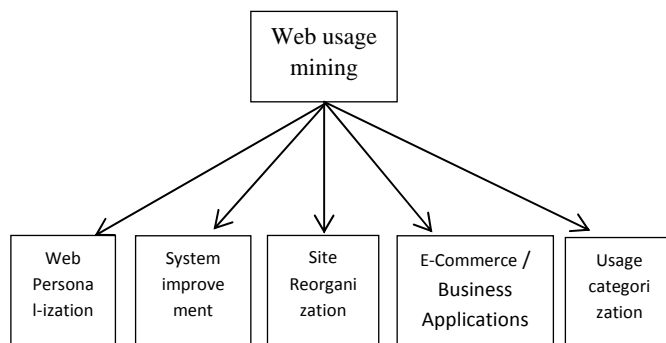 Web usage
mining
Web
Persona
l-ization
System
improve
ment
Site
Reorgani
zation
E-Commerce /
Business
Applications
Usage
categori
zation